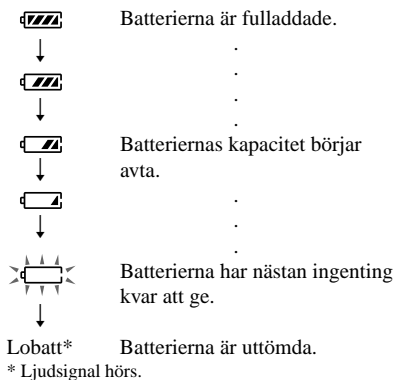 Batterierna är fulladdade.
.
.
.
.
Batteriernas kapacitet börjar
avta.
.
.
.
Batterierna har nästan ingenting
kvar att ge.
Lobatt* Batterierna är uttömda.
* Ljudsignal hörs.